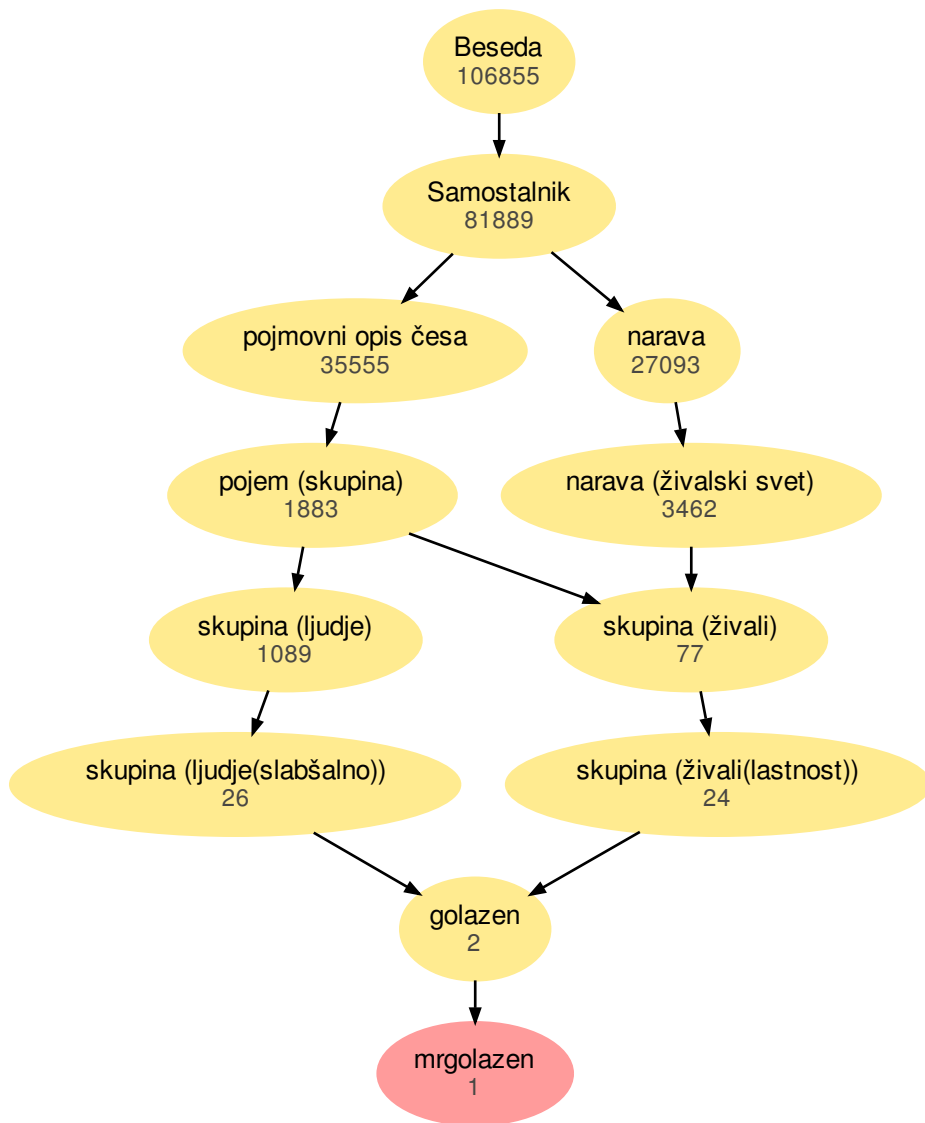 Beseda
106855
Samostalnik
81889
pojmovni opis česa
35555
narava
27093
pojem (skupina)
1883
narava (živalski svet)
3462
skupina (ljudje)
1089
skupina (živali)
77
skupina (ljudje(slabšalno))
26
skupina (živali(lastnost))
24
golazen
2
mrgolazen
1